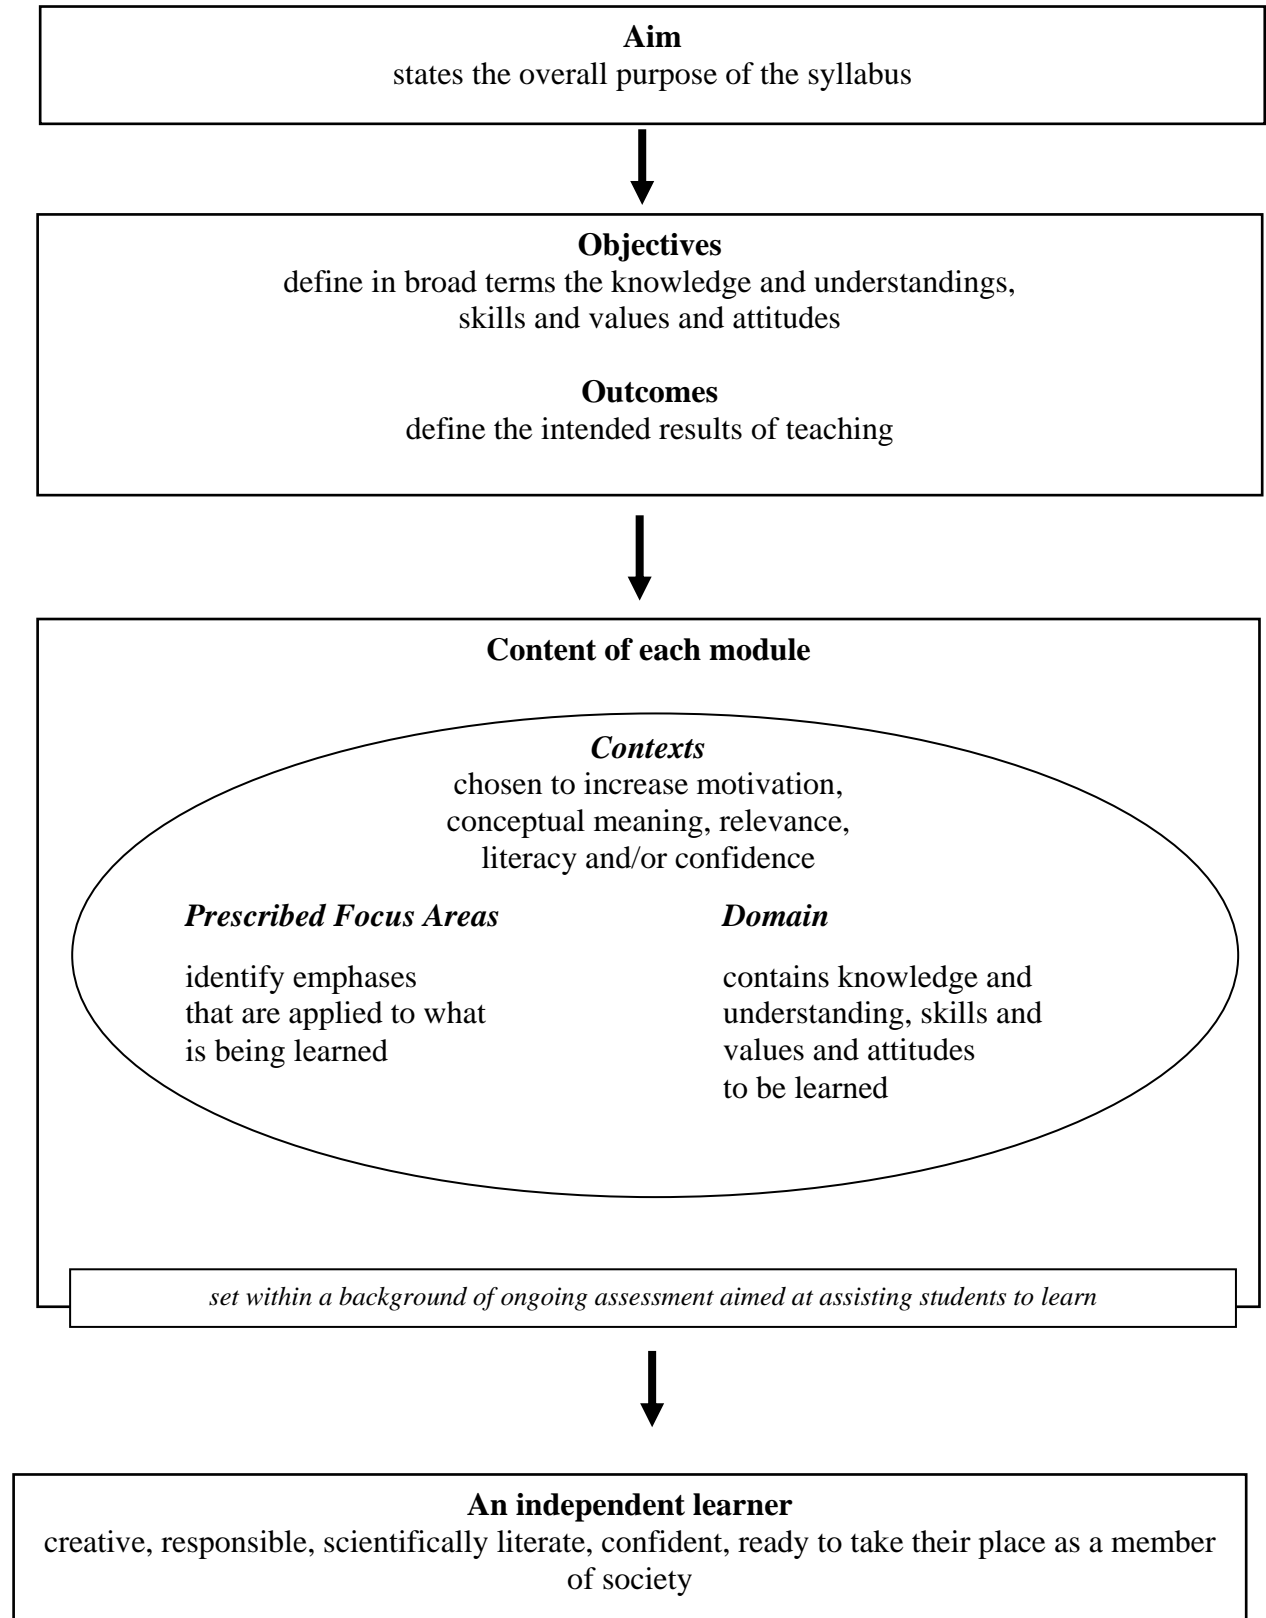 Aim
states the overall purpose of the syllabus
Objectives
define in broad terms the knowledge and understandings,
skills and values and attitudes
Outcomes
define the intended results of teaching
Content of each module
Contexts
chosen to increase motivation,
conceptual meaning, relevance,
literacy and/or confidence
Prescribed Focus Areas
identify emphases
that are applied to what
is being learned
Domain
contains knowledge and
understanding, skills and
values and attitudes
to be learned
set within a background of ongoing assessment aimed at assisting students to learn
An independent learner
creative, responsible, scientifically literate, confident, ready to take their place as a member
of society